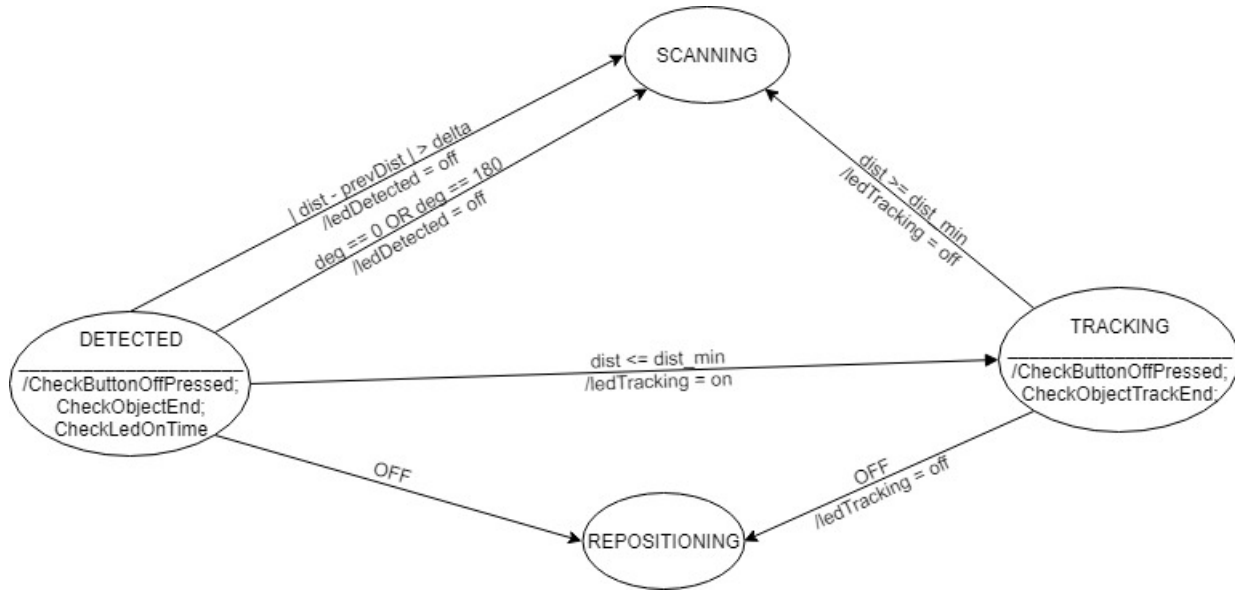 SCANNING
| dist - prevDist | > delta
/ledDetected = off
deg == 0 OR deg == 180
/ledDetected = off
dist >= dist_min
/ledTracking = off
DETECTED
/CheckButtonOffPressed;
CheckObjectEnd;
CheckLedOnTime
dist <= dist_min
/ledTracking = on
TRACKING
/CheckButtonOffPressed;
CheckObjectTrackEnd;
OFF
OFF
/ledTracking = off
REPOSITIONING